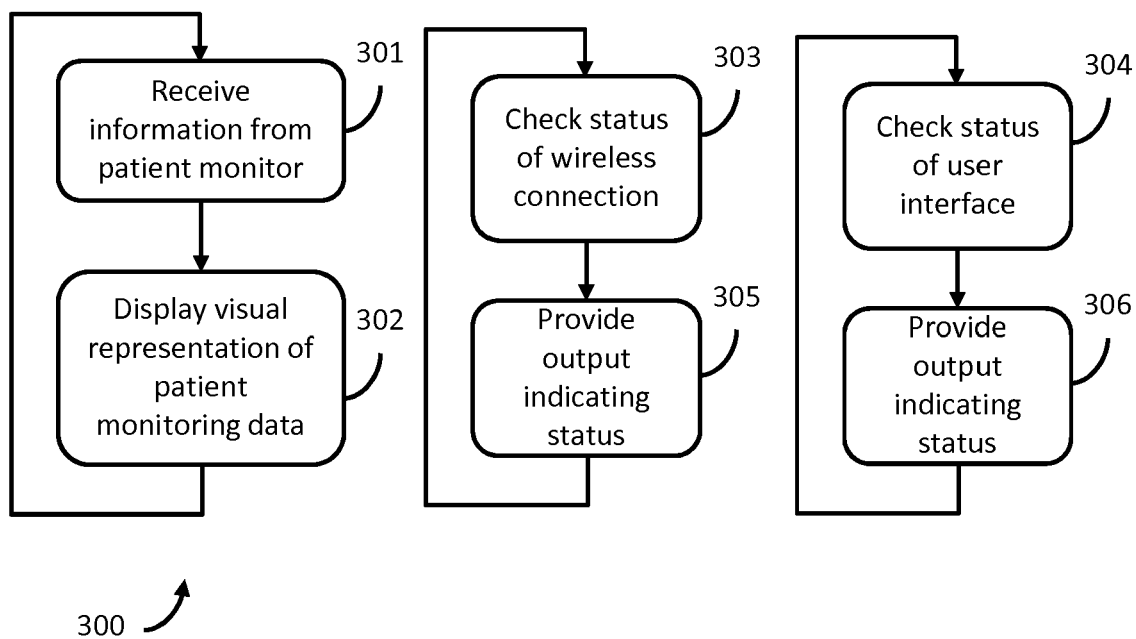 301
Receive
information from
patient monitor
302
Display visual
representation of
patient
monitoring data
303
Check status
of wireless
connection
305
Provide
output
indicating
status
304
Check status
of user
interface
306
Provide
output
indicating
status
300